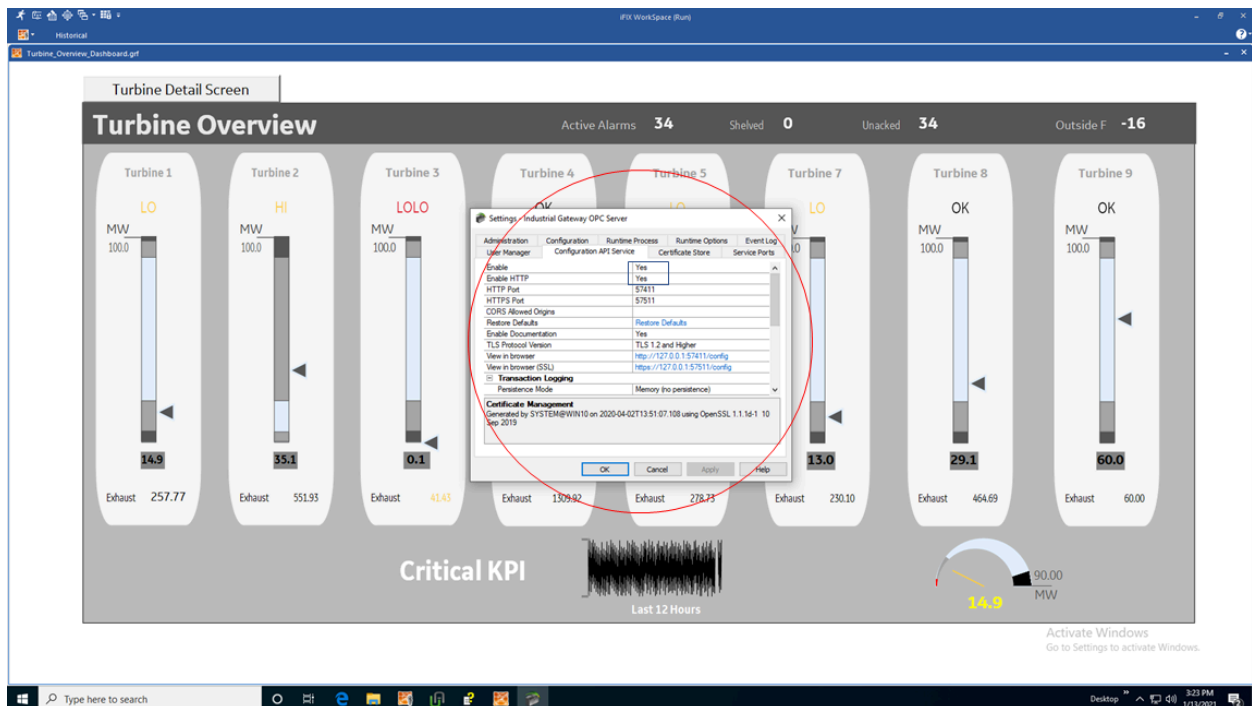 iFIX WorkSpace (Run)
Historical
Turbine_Overview_Dashboard.grf
Turbine Detail Screen
Turbine Overview
Active Alarms 34 Shelved 0 Unacked 34 Outside F -16
Turbine 1 Turbine 2 Turbine 3 Turbine 4 Turbine 5 Turbine 7 Turbine 8 Turbine 9
LO HI LOLO OK LO LO OK OK
MW MW MW MW MW
100.0 100.0 100.0 100.0 100.0
Settings - Industrial Gateway OPC Server
Administration Configuration Runtime Process Runtime Options Event Log
User Manager Configuration API Service Certificate Store Service Ports
Enable Yes
Enable HTTP Yes
HTTP Port 57411
HTTPS Port 57511
CORS Allowed Origins
Restore Defaults Restore Defaults
Enable Documentation Yes
TLS Protocol Version TLS 1.2 and Higher
View in browser http://127.0.0.1:57411/config
View in browser (SSL) https://127.0.0.1:57511/config
Transaction Logging
Persistence Mode Memory (no persistence)
Certificate Management
Generated by SYSTEM@WIN10 on 2020-04-02T13:51:07.108 using OpenSSL 1.1.1d-1 10
Sep 2019
OK Cancel Apply Help
14.9 35.1 0.1 13.0 29.1 60.0
Exhaust 257.77 Exhaust 551.93 Exhaust 41.43 Exhaust 1309.92 Exhaust 278.73 Exhaust 230.10 Exhaust 464.69 Exhaust 60.00
Critical KPI
Last 12 Hours
90.00
MW
14.9
Activate Windows
Go to Settings to activate Windows.
Type here to search
Desktop
3:23 PM
1/13/2021